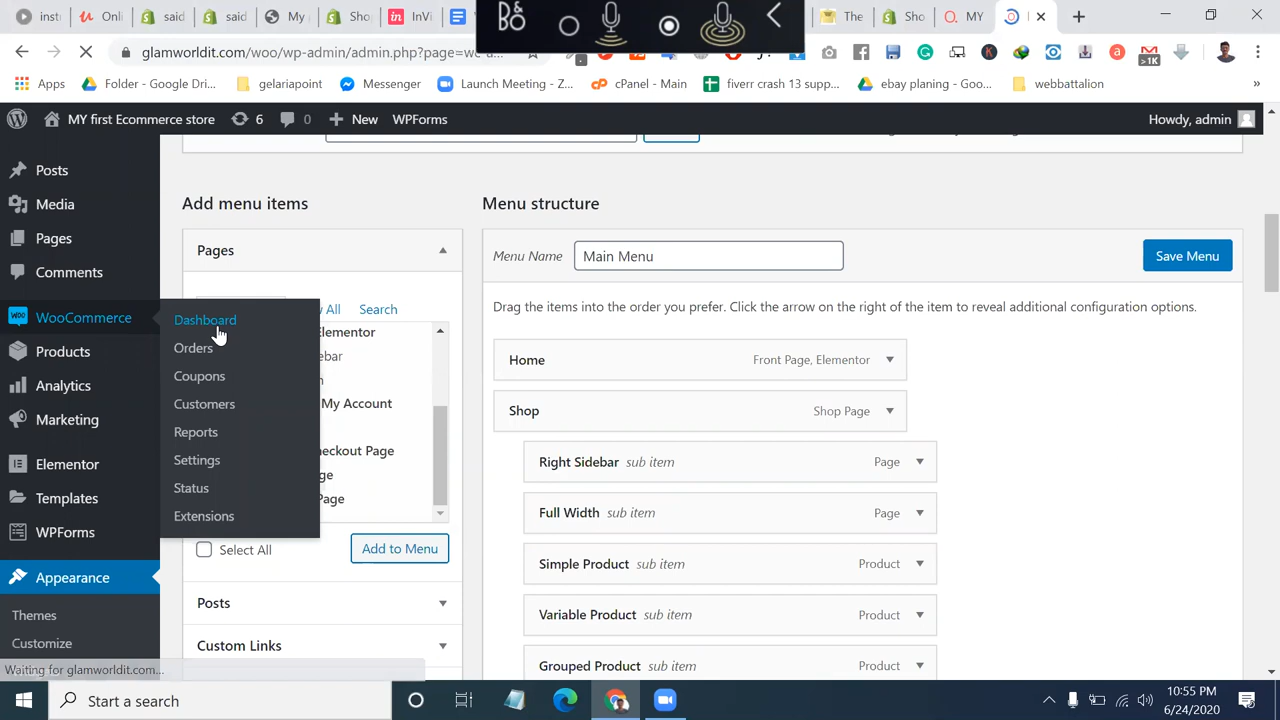 Onli
said
said
My
Sho
InVi
BO
The
Sho
MY
glamworldit.com/woo/wp-admin/admin.php?page=wc-a...
>1K
Apps
Folder - Google Dri...
gelariapoint
Messenger
Launch Meeting - Z...
cPanel - Main
fiverr crash 13 supp...
ebay planing - Goo...
webbattalion
»
MY first Ecommerce store
6
New
WPForms
Howdy, admin
Posts
Media
Pages
Comments
WooCommerce
Products
Analytics
Marketing
Elementor
Templates
WPForms
Appearance
Themes
Customize
Dashboard
Orders
Coupons
Customers
Reports
Settings
Status
Extensions
Add menu items
Pages
All
Search
Elementor
My Account
Checkout Page
Page
Select All
Add to Menu
Posts
Custom Links
Menu structure
Menu Name
Main Menu
Save Menu
Drag the items into the order you prefer. Click the arrow on the right of the item to reveal additional configuration options.
Home
Front Page, Elementor
Shop
Shop Page
Right Sidebar sub item
Page
Full Width sub item
Page
Simple Product sub item
Product
Variable Product sub item
Product
Grouped Product sub item
Product
Waiting for glamworldit.com...
Start a search
10:55 PM
6/24/2020